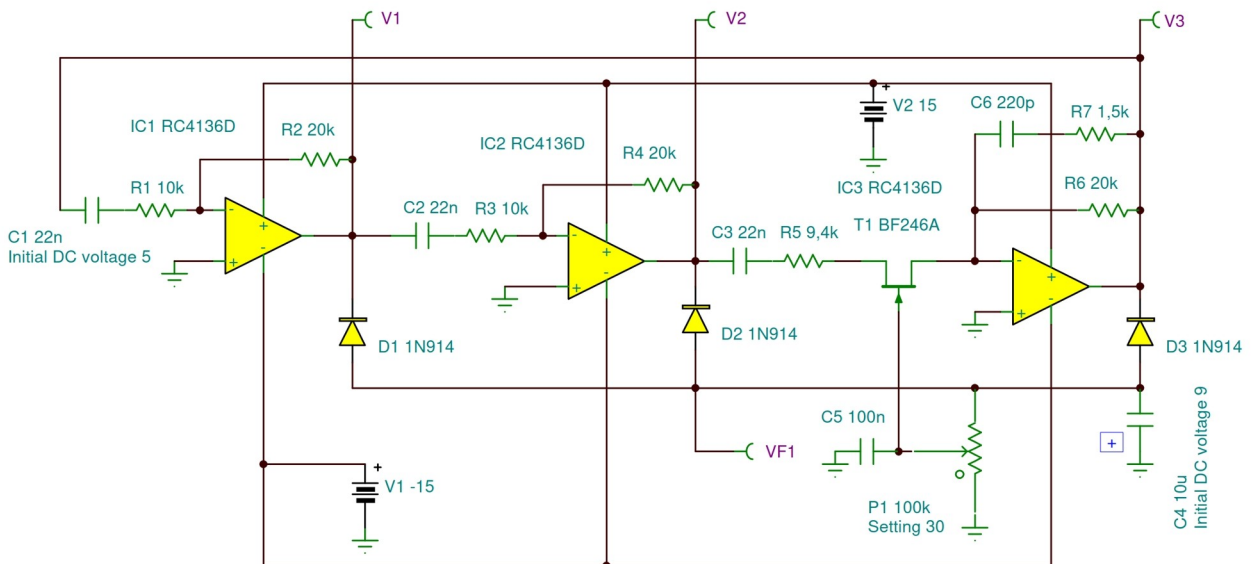 V1
V2
V3
IC1 RC4136D
R2 20k
R1 10k
C1 22n
Initial DC voltage 5
-
+
-
+
D1 1N914
V1 -15
+
C2 22n
R3 10k
IC2 RC4136D
R4 20k
-
+
-
+
D2 1N914
VF1
V2 15
+
C3 22n
R5 9,4k
IC3 RC4136D
T1 BF246A
C6 220p
R7 1,5k
R6 20k
-
+
-
+
D3 1N914
C5 100n
P1 100k
Setting 30
+
C4 10u
Initial DC voltage 9